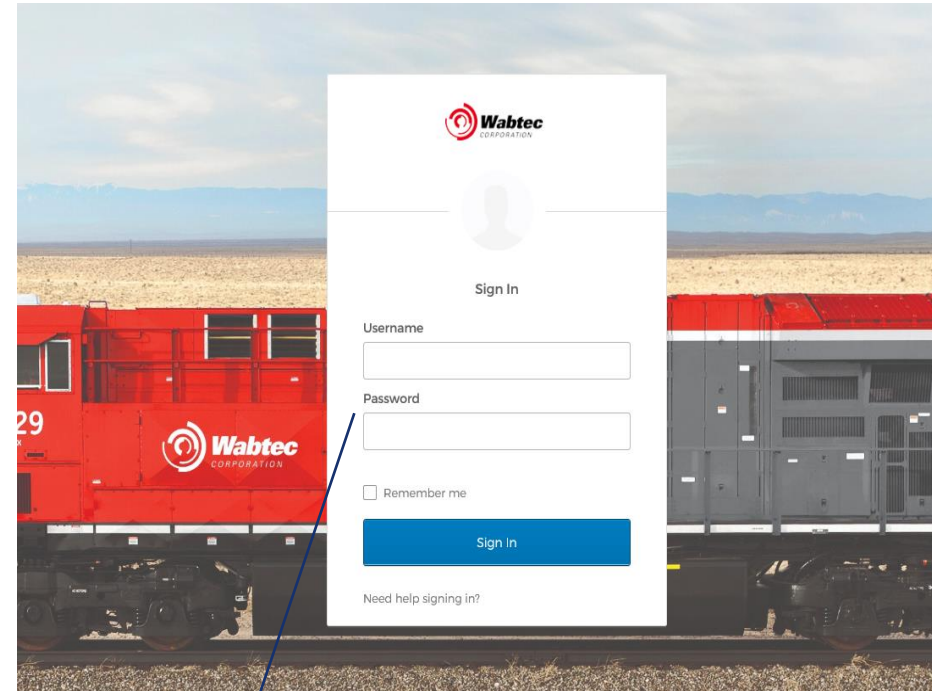 Wabtec
CORPORATION
Sign In
Username
Password
29
X
Wabtec
CORPORATION
Remember me
Sign In
Need help signing in?